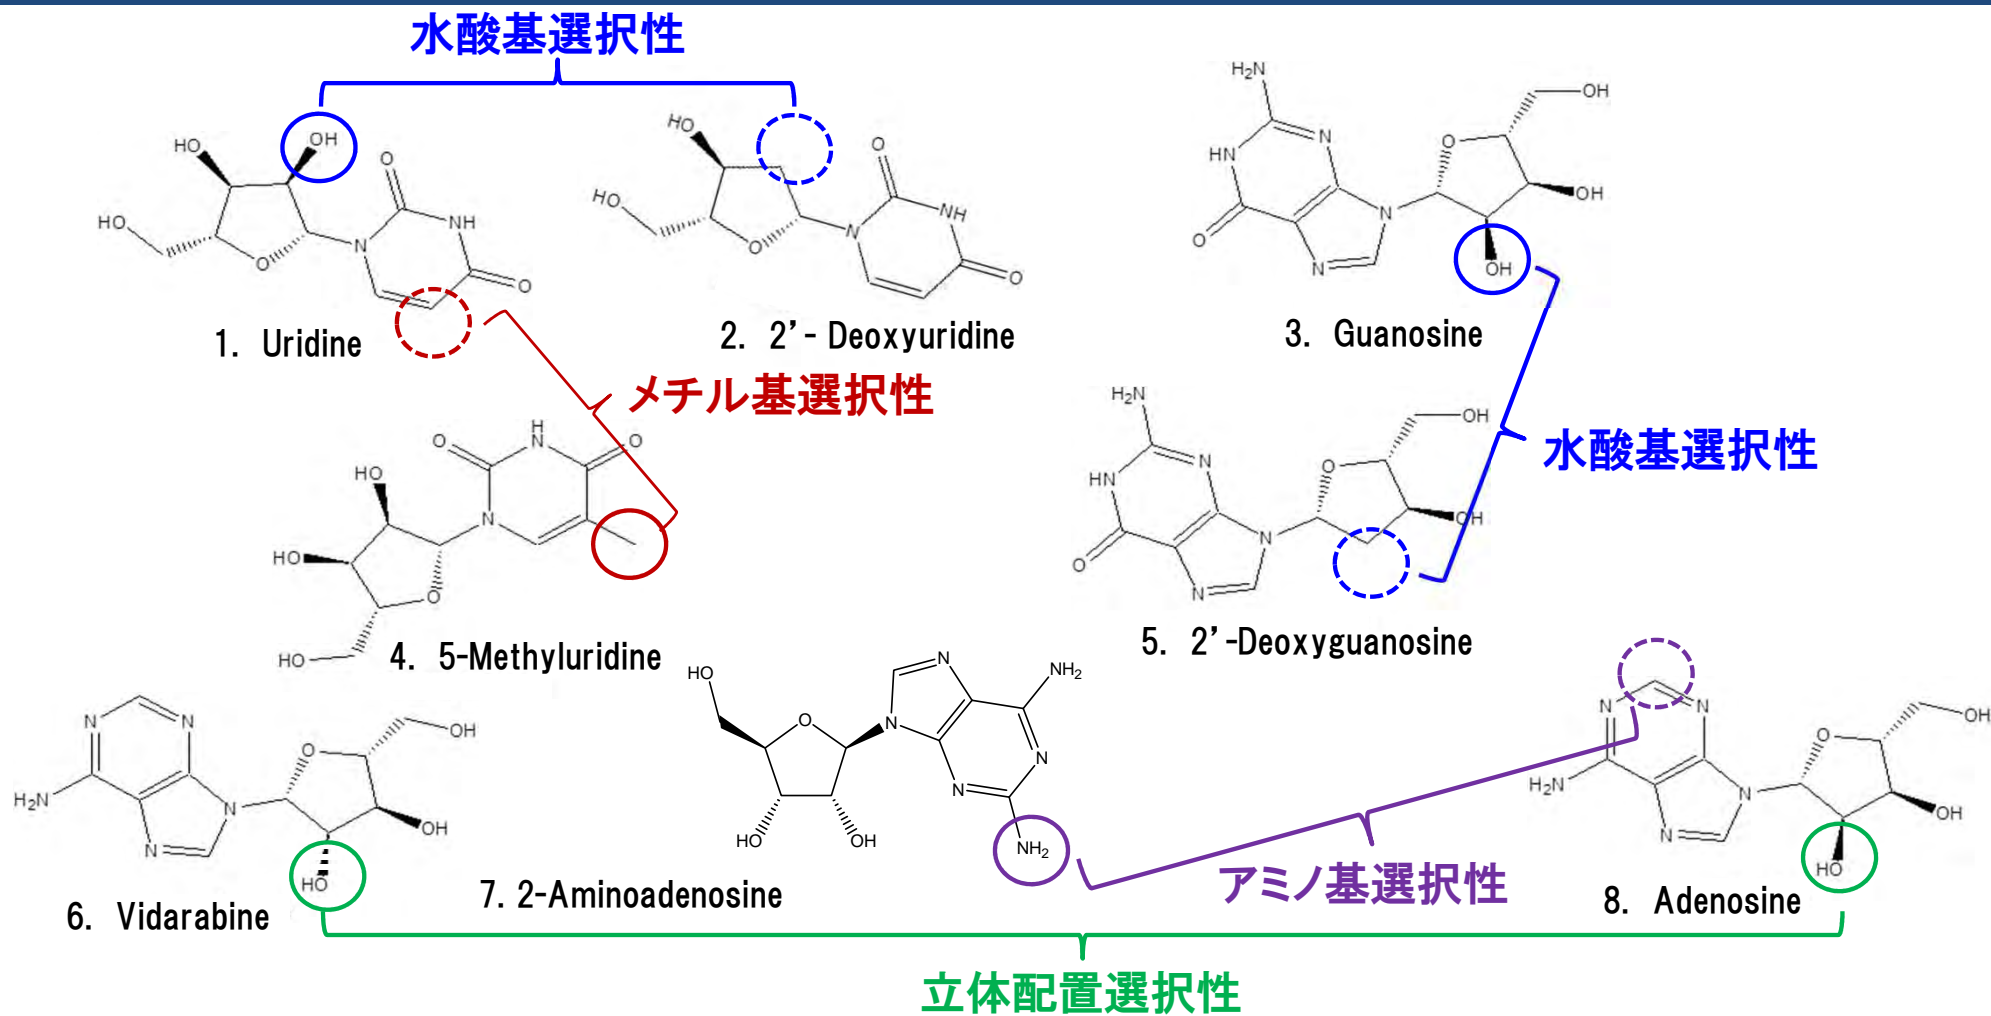 水酸基選択性
HO
OH
O
HO
NH
N
O
O
1. Uridine
HO
O
HO
NH
N
O
O
2. 2’- Deoxyuridine
H₂N
OH
N
O
HN
OH
N
O
N
OH
3. Guanosine
メチル基選択性
H
O
N
O
HO
N
HO
O
HO
4. 5-Methyluridine
H₂N
OH
N
O
HN
OH
N
O
N
5. 2’-Deoxyguanosine
水酸基選択性
N
N
O
OH
H₂N
N
OH
N
HO
6. Vidarabine
HO
N
NH₂
O
N
N
N
HO
OH
NH₂
7. 2-Aminoadenosine
アミノ基選択性
N
N
OH
O
H₂N
N
OH
N
HO
8. Adenosine
立体配置選択性